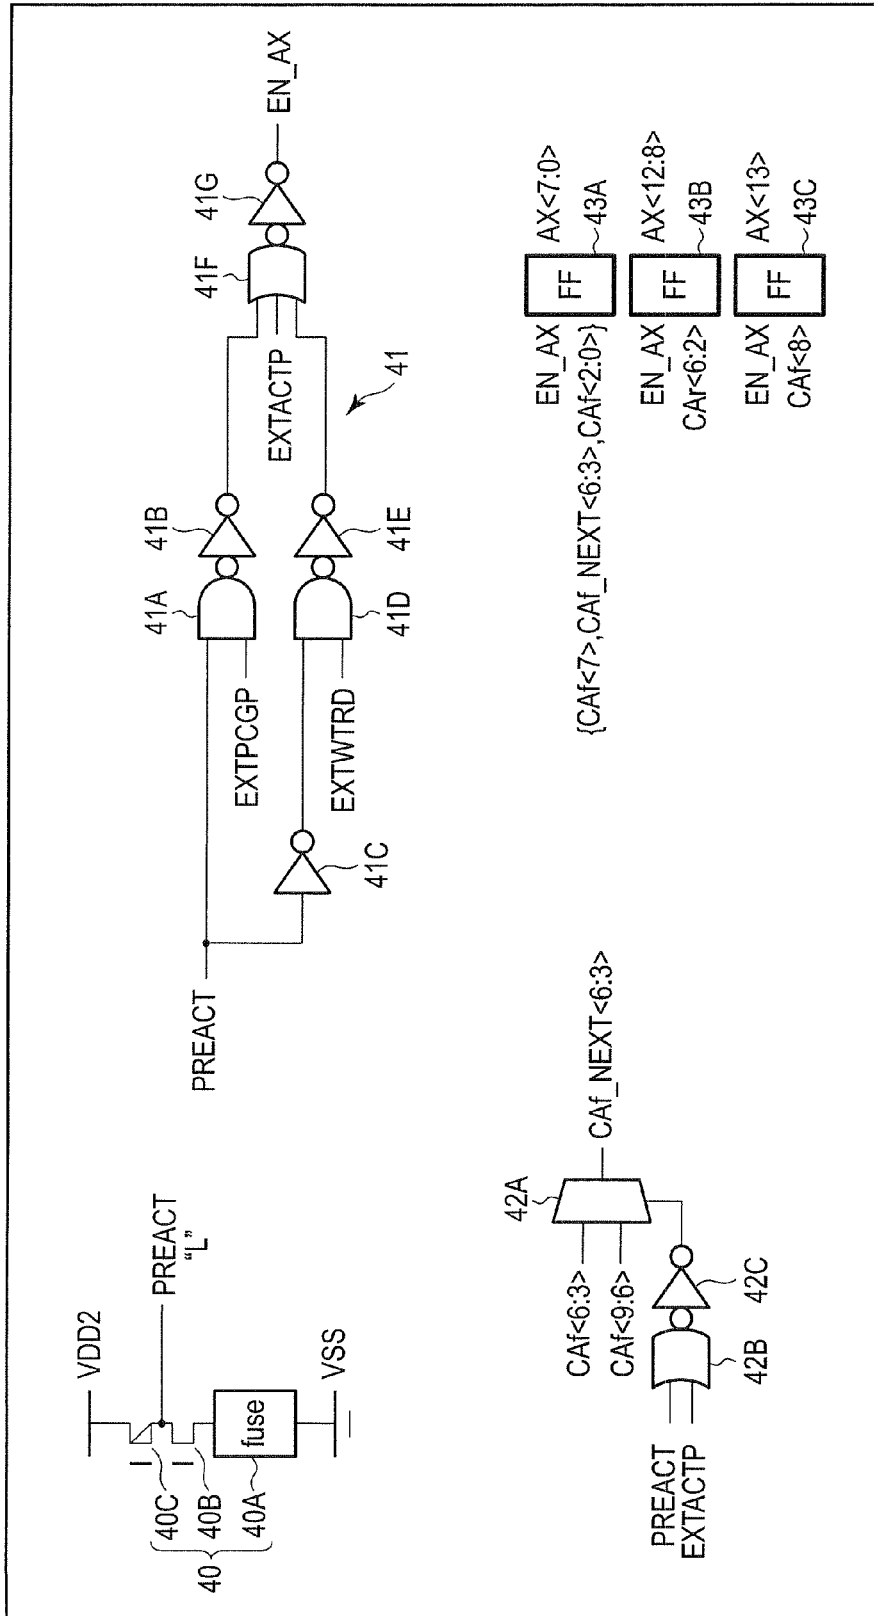 VDD2
40C
40B
40A
40
fuse
PREACT
"L"
VSS
PREACT
EXTPCGP
41A
41B
41C
EXTWTRD
41D
41E
EXTACTP
41F
41G
EN_AX
41
CAf<6:3>
CAf<9:6>
42A
CAf_NEXT<6:3>
PREACT
EXTACTP
42B
42C
EN_AX
{CAf<7>,CAf_NEXT<6:3>,CAf<2:0>}
FF
AX<7:0>
43A
EN_AX
CAr<6:2>
FF
AX<12:8>
43B
EN_AX
CAf<8>
FF
AX<13>
43C